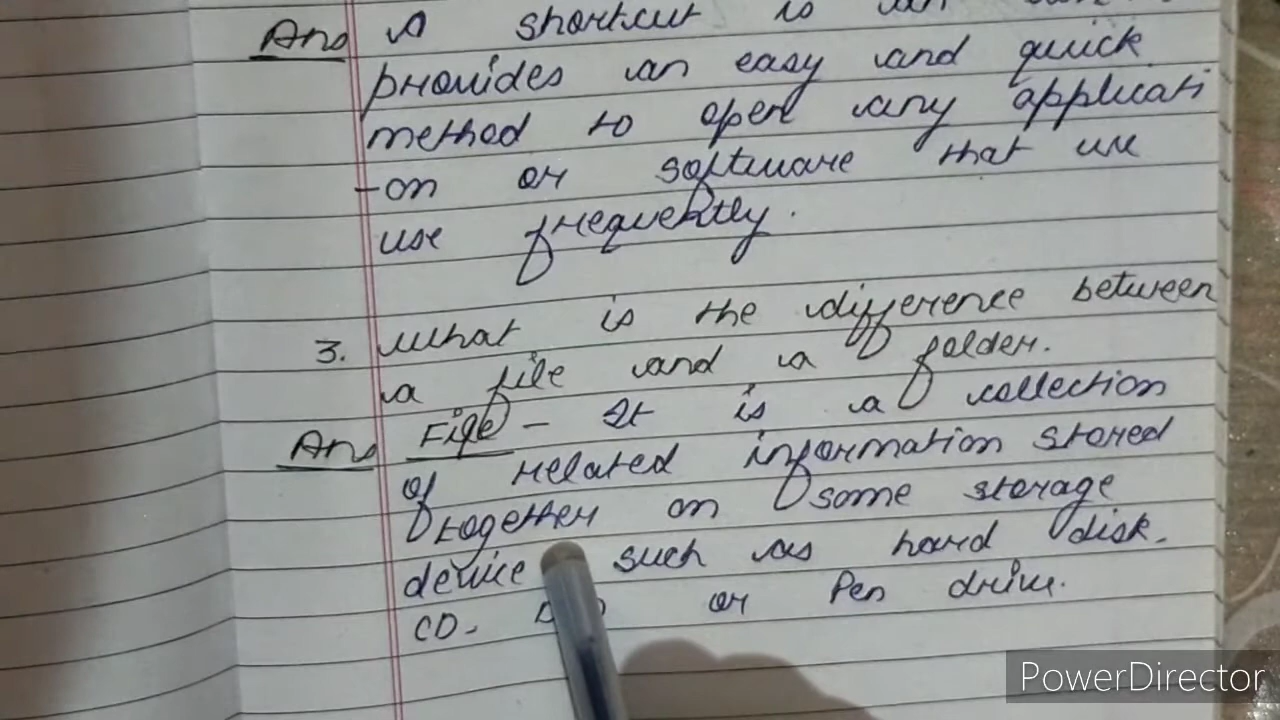 Ans A shortcut is an
provides an easy and quick
method to open any applicati
-on or software that we
use frequently.
3. What is the difference between
a file and a folder.
Ans File - It is a collection
of related information stored
together on some storage
device such as hard disk.
CD. or Pen drive.
PowerDirector